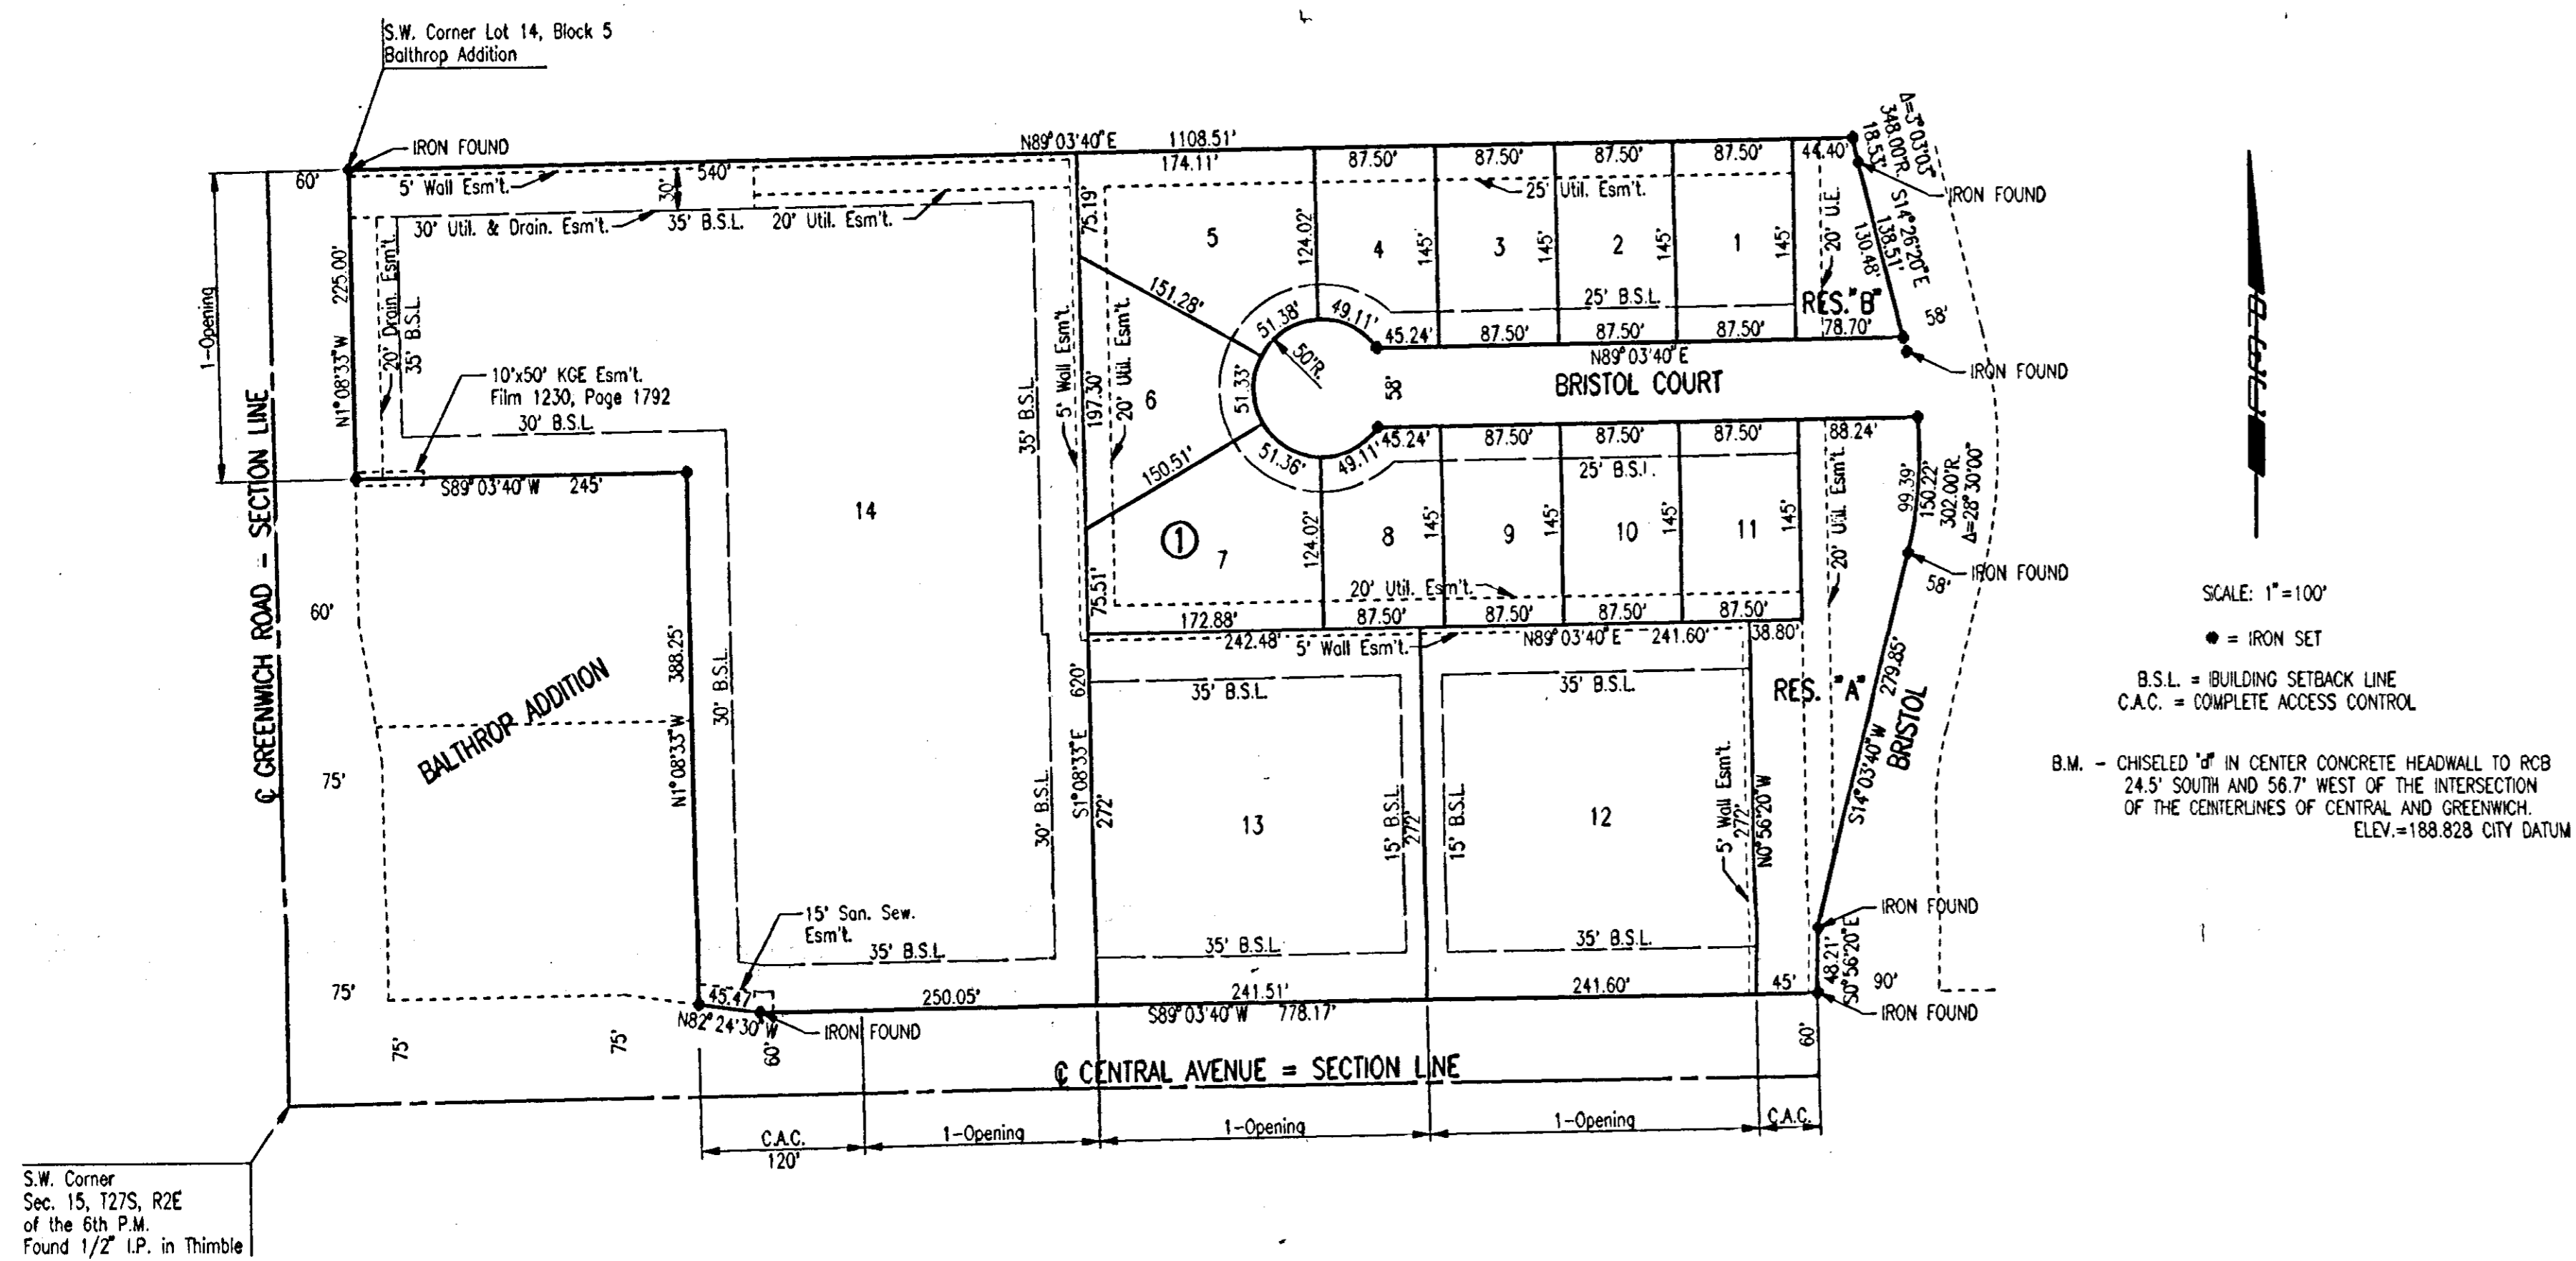 S.W. Corner Lot 14, Block 5
Balthrop Addition
IRON FOUND
N89°03'40"E 1108.51'
60'
5' Wall Esm't.
540'
30'
30' Util. & Drain. Esm't.
35' B.S.L.
20' Util. Esm't.
1-Opening
N1°08'33"W 225.00'
20' Drain. Esm't.
35' B.S.L.
10'x50' KGE Esm't.
Film 1230, Page 1792
30' B.S.L.
S89°03'40"W 245'
℄ GREENWICH ROAD - SECTION LINE
60'
75'
75'
75'
75'
60'
BALTHROP ADDITION
N1°08'33"W 388.25'
30' B.S.L.
14
35' B.S.L.
5' Wall Esm't.
30' B.S.L.
15' San. Sew.
Esm't.
35' B.S.L.
45.47'
N82°24'30"W
IRON FOUND
250.05'
174.11'
87.50'
87.50'
87.50'
87.50'
44.40'
75.19'
25' Util. Esm't.
5
4
3
2
1
124.02'
145'
145'
145'
145'
20' U.E.
RES. "B"
25' B.S.L.
151.28'
51.38'
49.11'
45.24'
87.50'
87.50'
87.50'
78.70'
Δ=3°03'03"
348.00'R.
18.53'
S14°26'20"E
138.51'
130.48'
IRON FOUND
58'
IRON FOUND
N89°03'40"E
BRISTOL COURT
58'
50'R.
51.33'
6
197.30'
20' Util. Esm't.
150.51'
51.36'
49.11'
45.24'
87.50'
87.50'
87.50'
88.24'
25' B.S.L.
1
7
8
9
10
11
124.02'
145'
145'
145'
145'
20' Util. Esm't.
99.39'
150.22'
302.00'R.
Δ=28°30'00"
IRON FOUND
58'
75.51'
20' Util. Esm't.
172.88'
87.50'
87.50'
87.50'
87.50'
242.48'
5' Wall Esm't.
N89°03'40"E 241.60'
38.80'
620'
S1°08'33"E
272'
35' B.S.L.
35' B.S.L.
13
12
15' B.S.L.
272'
15' B.S.L.
5' Wall Esm't.
272'
N0°56'20"W
RES. "A"
279.85'
S14°03'40"W
BRISTOL
35' B.S.L.
35' B.S.L.
241.51'
241.60'
45'
S89°03'40"W 778.17'
IRON FOUND
48.21'
S0°56'20"E
90'
IRON FOUND
60'
℄ CENTRAL AVENUE = SECTION LINE
C.A.C.
120'
1-Opening
1-Opening
1-Opening
C.A.C.
S.W. Corner
Sec. 15, T27S, R2E
of the 6th P.M.
Found 1/2" I.P. in Thimble
SCALE: 1"=100'
= IRON SET
B.S.L. = BUILDING SETBACK LINE
C.A.C. = COMPLETE ACCESS CONTROL
B.M. - CHISELED "d" IN CENTER CONCRETE HEADWALL TO RCB
24.5' SOUTH AND 56.7' WEST OF THE INTERSECTION
OF THE CENTERLINES OF CENTRAL AND GREENWICH.
ELEV.=188.828 CITY DATUM